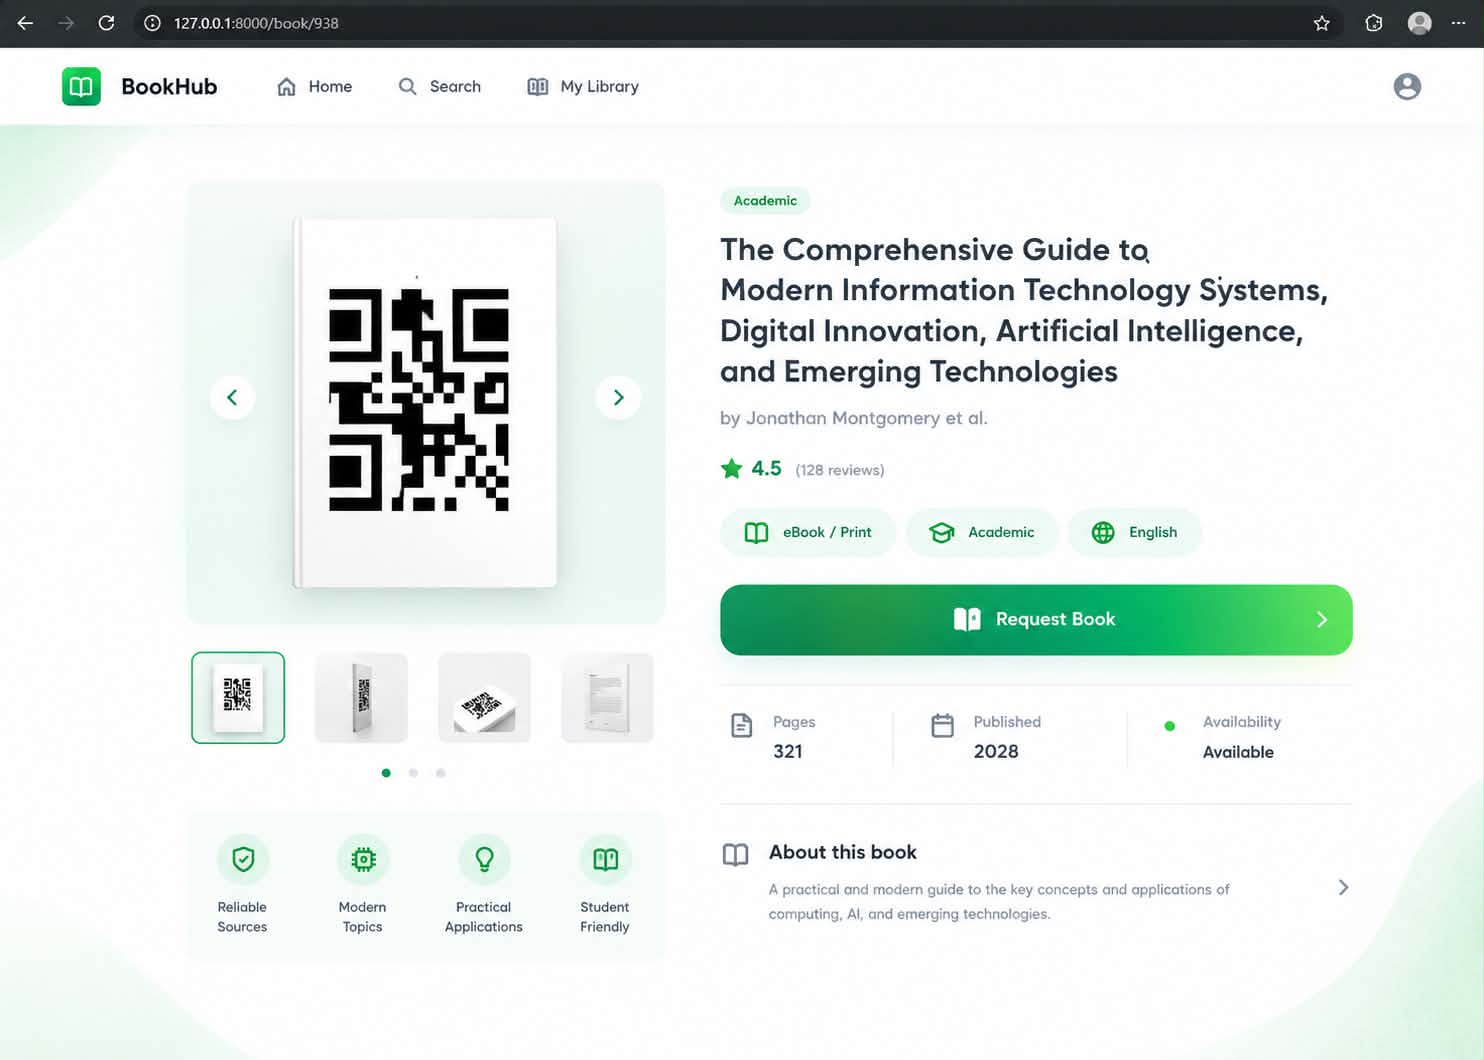 127.0.0.1:8000/book/938
BookHub
Home
Search
My Library
Academic
The Comprehensive Guide to
Modern Information Technology Systems,
Digital Innovation, Artificial Intelligence,
and Emerging Technologies
by Jonathan Montgomery et al.
4.5 (128 reviews)
eBook / Print
Academic
English
Request Book
Pages
321
Published
2028
Availability
Available
Reliable
Sources
Modern
Topics
Practical
Applications
Student
Friendly
About this book
A practical and modern guide to the key concepts and applications of
computing, AI, and emerging technologies.